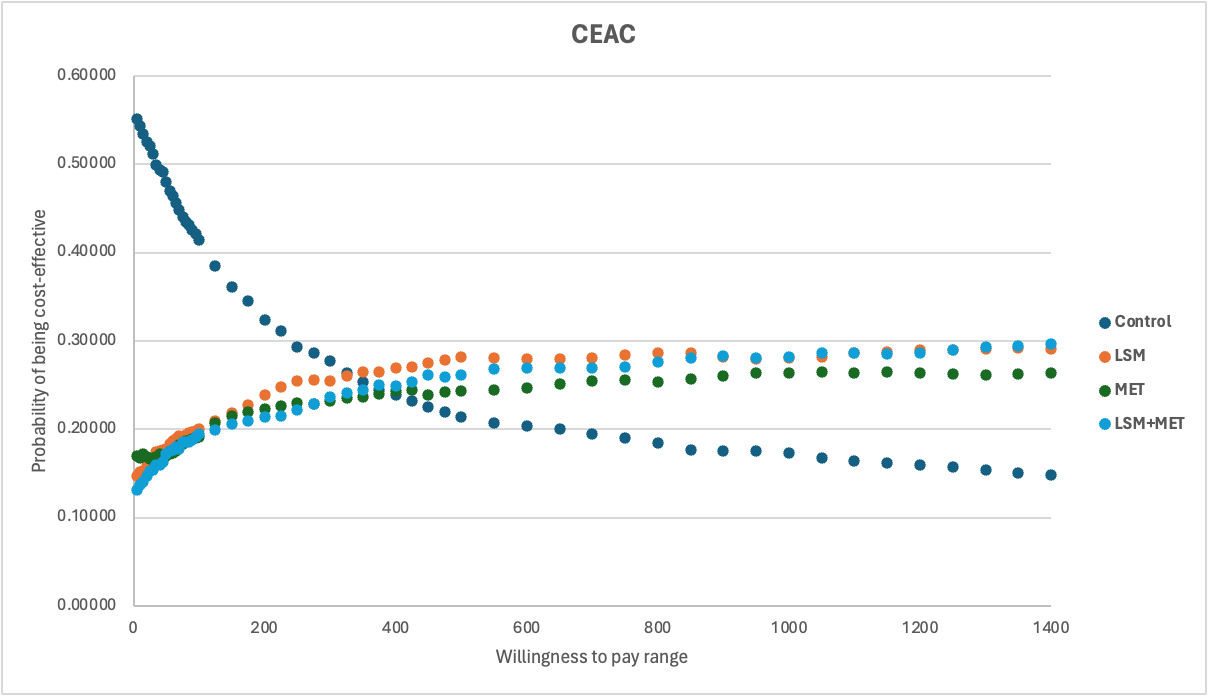 CEAC
0.60000
0.50000
0.40000
0.30000
0.20000
0.10000
0.00000
Probability of being cost-effective
0 200 400 600 800 1000 1200 1400
Willingness to pay range
Control
LSM
MET
LSM+MET